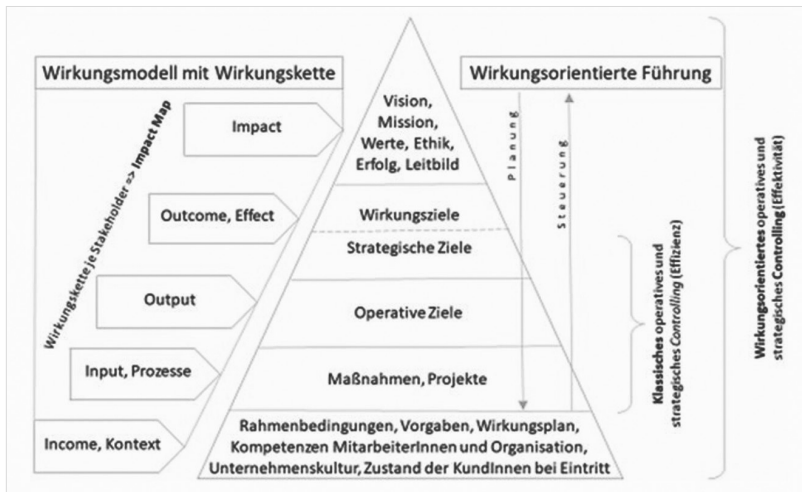 Wirkungsmodell mit Wirkungskette
Wirkungskette je Stakeholder => Impact Map
Impact
Outcome, Effect
Output
Input, Prozesse
Income, Kontext
Vision,
Mission,
Werte, Ethik,
Erfolg, Leitbild
Wirkungsziele
Strategische Ziele
Operative Ziele
Maßnahmen, Projekte
Rahmenbedingungen, Vorgaben, Wirkungsplan,
Kompetenzen MitarbeiterInnen und Organisation,
Unternehmenskultur, Zustand der KundInnen bei Eintritt
Wirkungsorientierte Führung
Planung
Steuerung
Klassisches operatives und
strategisches Controlling (Effizienz)
Wirkungsorientiertes operatives und
strategisches Controlling (Effektivität)